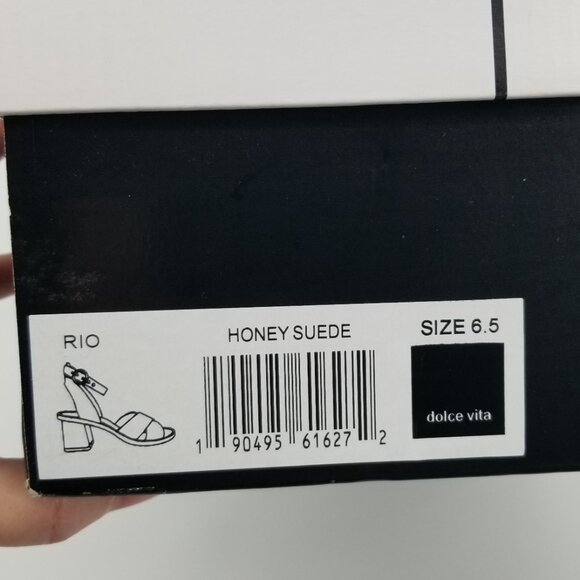 RIO
HONEY SUEDE
SIZE 6.5
dolce vita
1 90495 61627 2